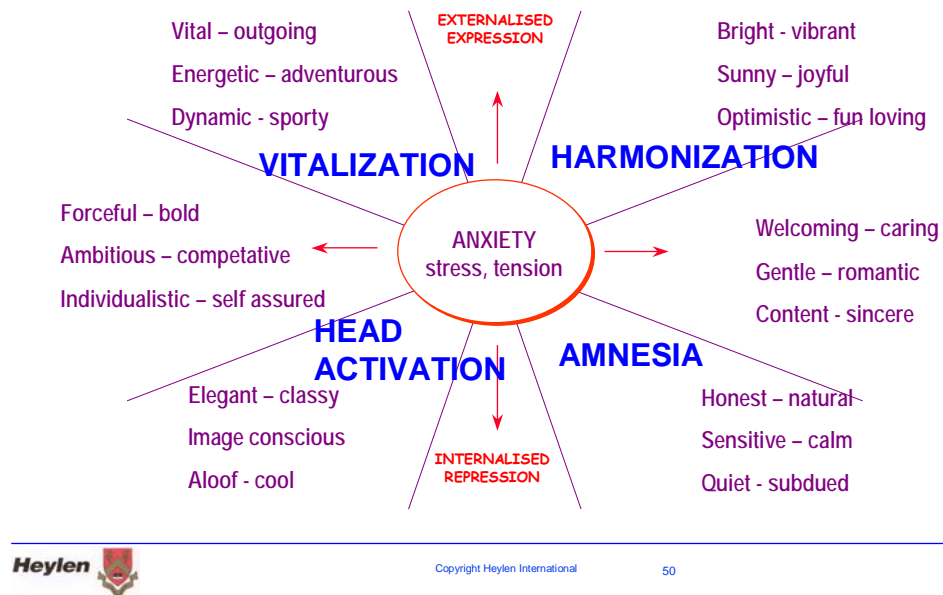 Vital – outgoing
Energetic – adventurous
Dynamic - sporty
EXTERNALISED
EXPRESSION
Bright - vibrant
Sunny – joyful
Optimistic – fun loving
VITALIZATION
HARMONIZATION
Forceful – bold
Ambitious – competative
Individualistic – self assured
ANXIETY
stress, tension
Welcoming – caring
Gentle – romantic
Content - sincere
HEAD
ACTIVATION
AMNESIA
Elegant – classy
Image conscious
Aloof - cool
INTERNALISED
REPRESSION
Honest – natural
Sensitive – calm
Quiet - subdued
Heylen
Copyright Heylen International
50